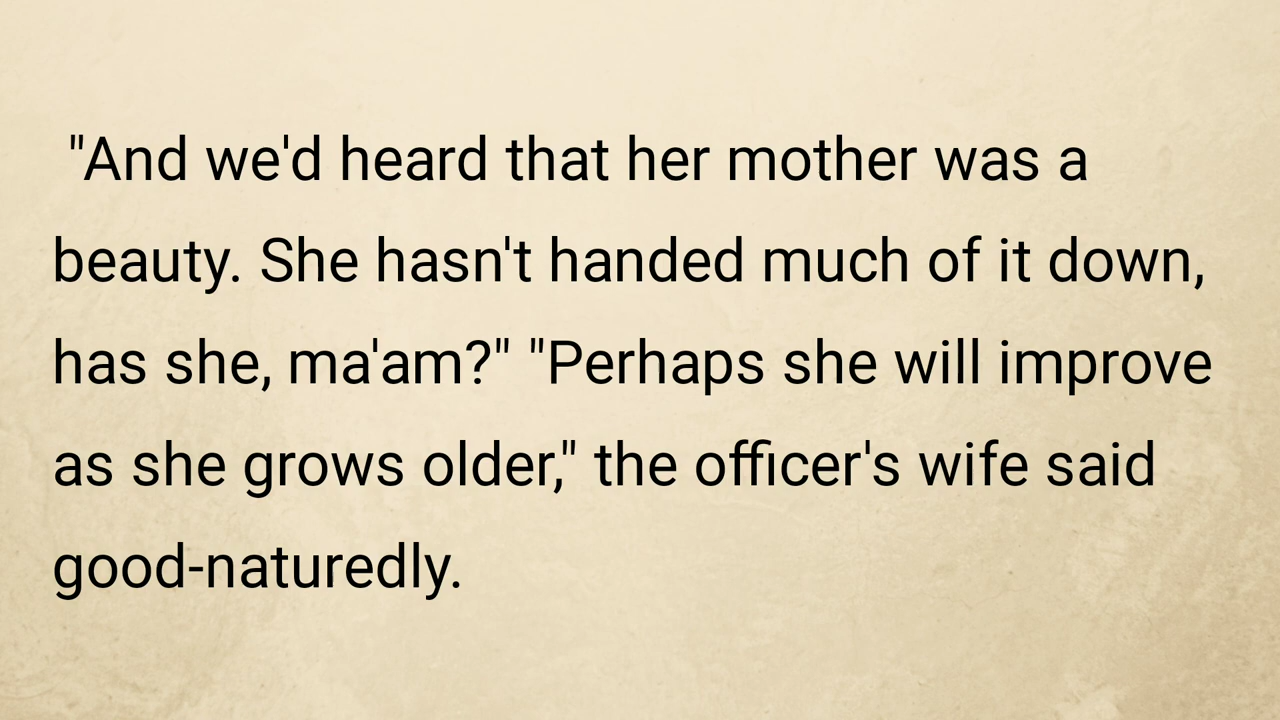 "And we'd heard that her mother was a
beauty. She hasn't handed much of it down,
has she, ma'am?" "Perhaps she will improve
as she grows older," the officer's wife said
good-naturedly.